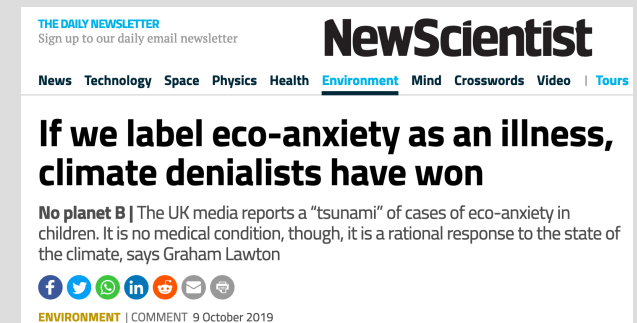 THE DAILY NEWSLETTER
Sign up to our daily email newsletter
NewScientist
News Technology Space Physics Health Environment Mind Crosswords Video | Tours
If we label eco-anxiety as an illness,
climate denialists have won
No planet B | The UK media reports a “tsunami” of cases of eco-anxiety in
children. It is no medical condition, though, it is a rational response to the state of
the climate, says Graham Lawton
ENVIRONMENT | COMMENT 9 October 2019